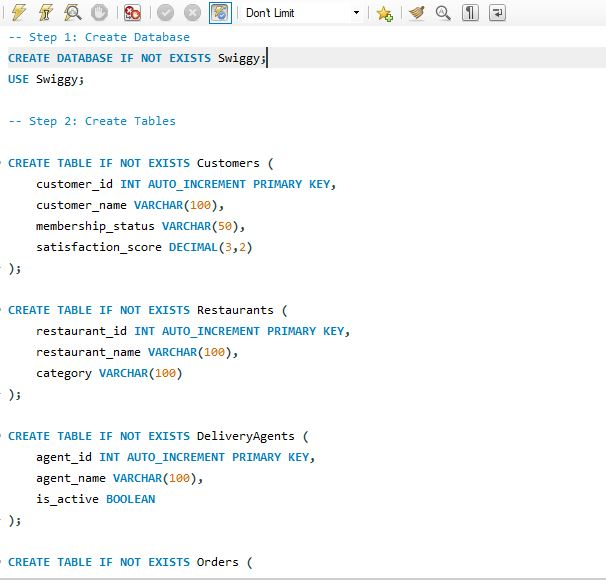 Don't Limit
-- Step 1: Create Database
CREATE DATABASE IF NOT EXISTS Swiggy;
USE Swiggy;
-- Step 2: Create Tables
CREATE TABLE IF NOT EXISTS Customers (
customer_id INT AUTO_INCREMENT PRIMARY KEY,
customer_name VARCHAR(100),
membership_status VARCHAR(50),
satisfaction_score DECIMAL(3,2)
);
CREATE TABLE IF NOT EXISTS Restaurants (
restaurant_id INT AUTO_INCREMENT PRIMARY KEY,
restaurant_name VARCHAR(100),
category VARCHAR(100)
);
CREATE TABLE IF NOT EXISTS DeliveryAgents (
agent_id INT AUTO_INCREMENT PRIMARY KEY,
agent_name VARCHAR(100),
is_active BOOLEAN
);
CREATE TABLE IF NOT EXISTS Orders (